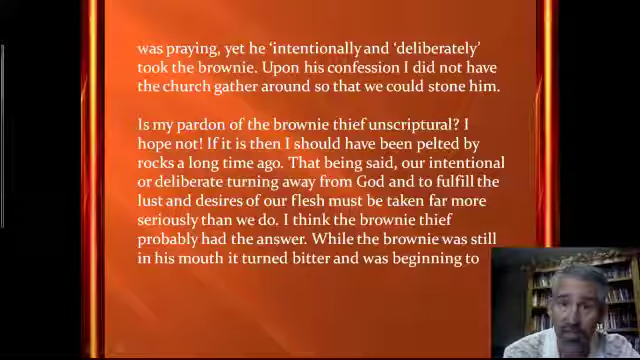 was praying, yet he ‘intentionally and ‘deliberately’
took the brownie. Upon his confession I did not have
the church gather around so that we could stone him.
Is my pardon of the brownie thief unscriptural? I
hope not! If it is then I should have been pelted by
rocks a long time ago. That being said, our intentional
or deliberate turning away from God and to fulfill the
lust and desires of our flesh must be taken far more
seriously than we do. I think the brownie thief
probably had the answer. While the brownie was still
in his mouth it turned bitter and was beginning to